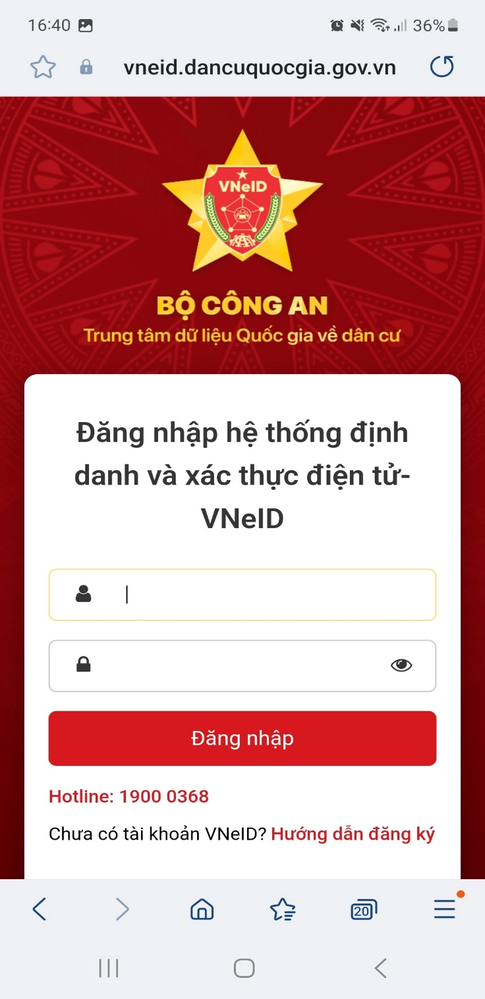 16:40
36%
vneid.dancuquocgia.gov.vn
VNeID
BỘ CÔNG AN
Trung tâm dữ liệu Quốc gia về dân cư
Đăng nhập hệ thống định
danh và xác thực điện tử-
VNeID
Đăng nhập
Hotline: 1900 0368
Chưa có tài khoản VNeID? Hướng dẫn đăng ký
20